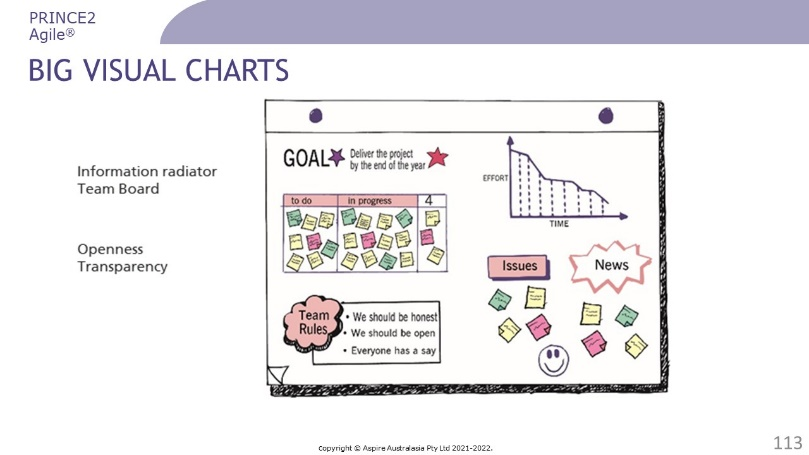 PRINCE2
Agile®
BIG VISUAL CHARTS
Information radiator
Team Board
Openness
Transparency
GOAL
Deliver the project
by the end of the year
to do
in progress
4
EFFORT
TIME
Issues
News
Team
Rules
• We should be honest
• We should be open
• Everyone has a say
Copyright © Aspire Australasia Pty Ltd 2021-2022.
113